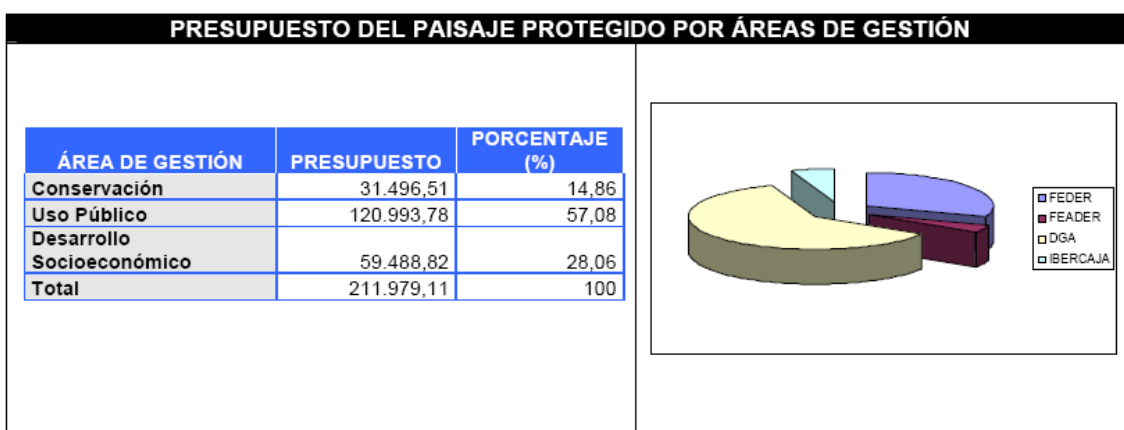 PRESUPUESTO DEL PAISAJE PROTEGIDO POR ÁREAS DE GESTIÓN
ÁREA DE GESTIÓN PRESUPUESTO PORCENTAJE (%)
Conservación 31.496,51 14,86
Uso Público 120.993,78 57,08
Desarrollo
Socioeconómico 59.488,82 28,06
Total 211.979,11 100
FEDER
FEADER
DGA
IBERCAJA